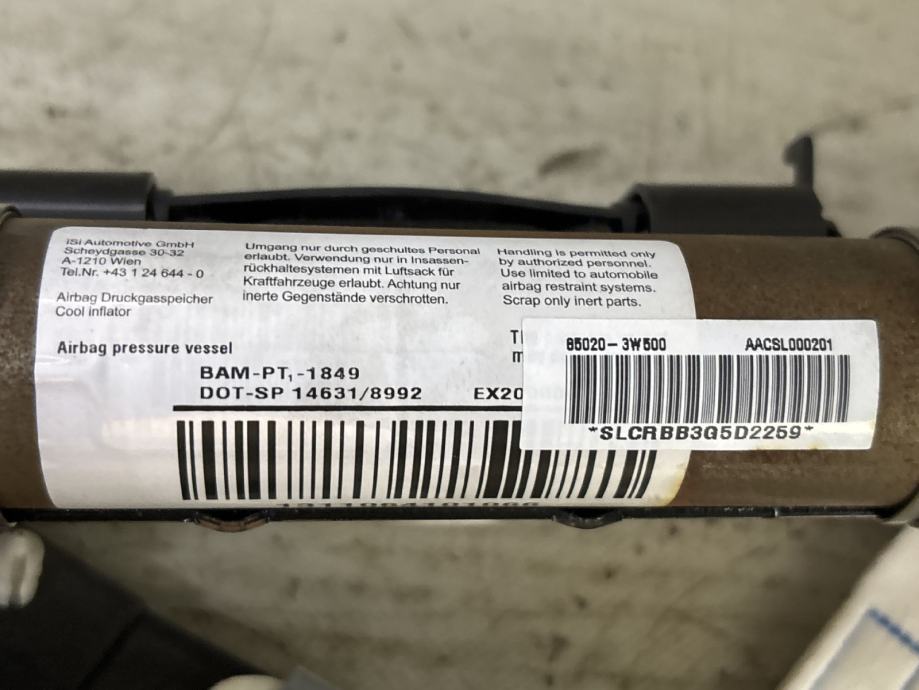 iSi Automotive GmbH
Scheydgasse 30-32
A-1210 Wien
Tel.Nr. +43 1 24 644 - 0
Airbag Druckgasspeicher
Cool inflator
Umgang nur durch geschultes Personal
erlaubt. Verwendung nur in Insassen-
rückhaltesystemen mit Luftsack für
Kraftfahrzeuge erlaubt. Achtung nur
inerte Gegenstände verschrotten.
Handling is permitted only
by authorized personnel.
Use limited to automobile
airbag restraint systems.
Scrap only inert parts.
Airbag pressure vessel
BAM-PT₁-1849
DOT-SP 14631/8992
EX20
85020-3W500 AACSL000201
*SLCRBB3Q5D2259*